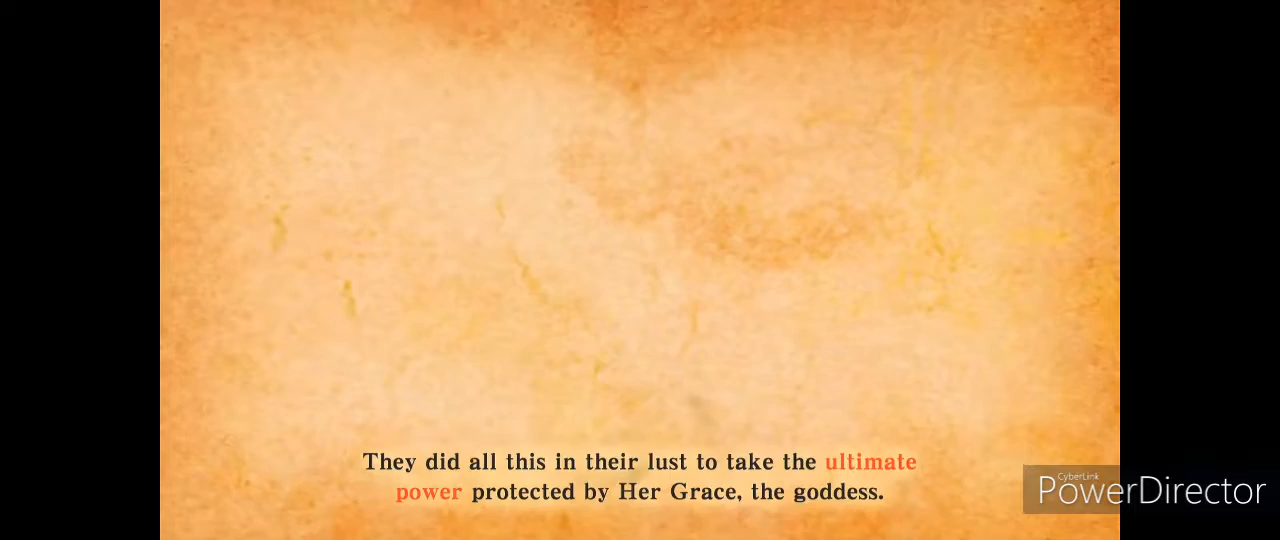 They did all this in their lust to take the ultimate
power protected by Her Grace, the goddess.
CyberLink
PowerDirector